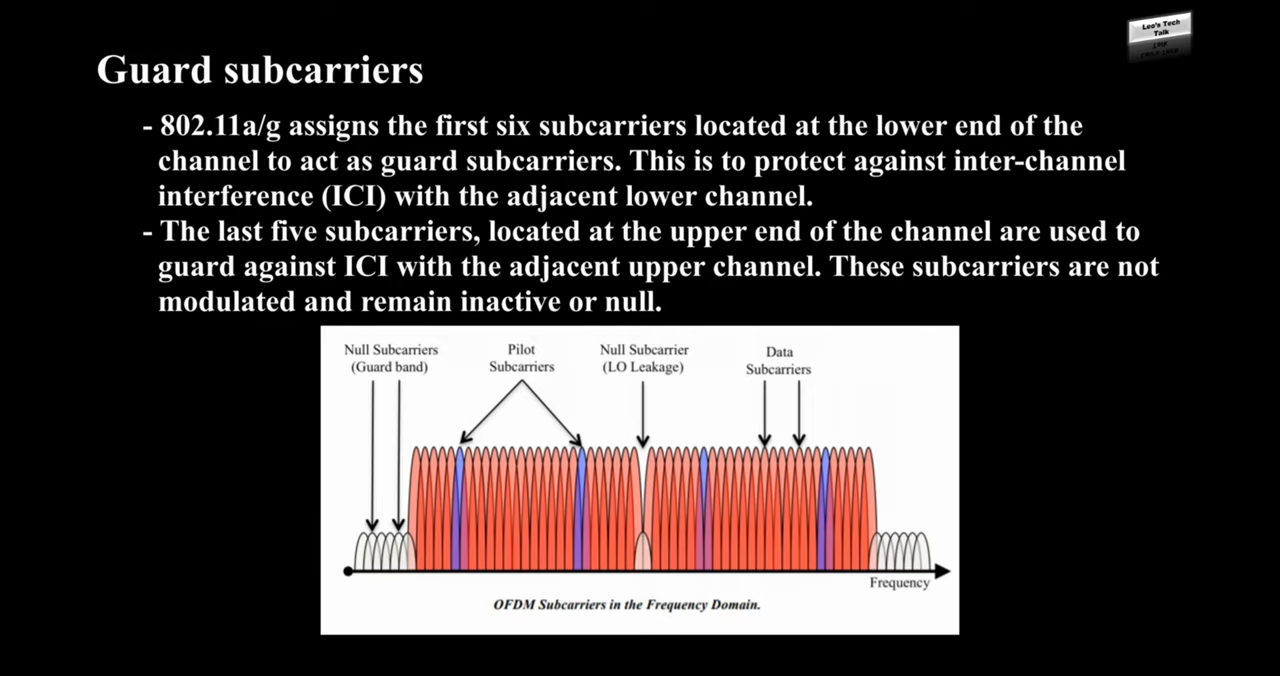 Leo's Tech
Talk
Guard subcarriers
- 802.11a/g assigns the first six subcarriers located at the lower end of the
channel to act as guard subcarriers. This is to protect against inter-channel
interference (ICI) with the adjacent lower channel.
- The last five subcarriers, located at the upper end of the channel are used to
guard against ICI with the adjacent upper channel. These subcarriers are not
modulated and remain inactive or null.
Null Subcarriers
(Guard band)
Pilot
Subcarriers
Null Subcarrier
(LO Leakage)
Data
Subcarriers
Frequency
OFDM Subcarriers in the Frequency Domain.